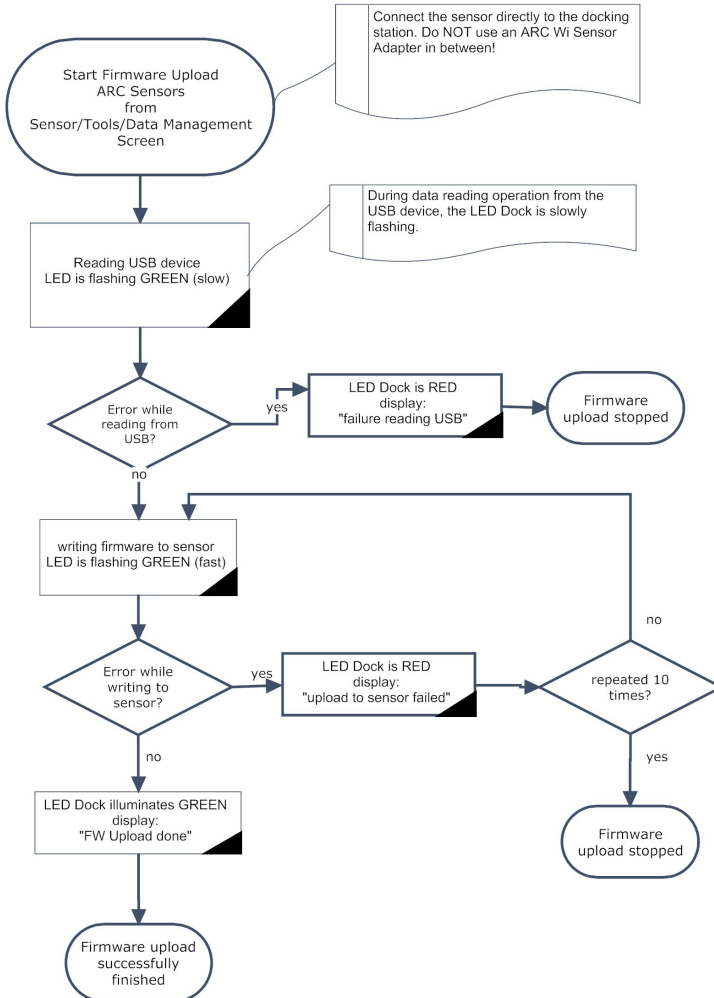 Connect the sensor directly to the docking
station. Do NOT use an ARC Wi Sensor
Adapter in between!
Start Firmware Upload
ARC Sensors
from
Sensor/Tools/Data Management
Screen
During data reading operation from the
USB device, the LED Dock is slowly
flashing.
Reading USB device
LED is flashing GREEN (slow)
Error while
reading from
USB?
yes
LED Dock is RED
display:
"failure reading USB"
Firmware
upload stopped
no
writing firmware to sensor
LED is flashing GREEN (fast)
no
Error while
writing to
sensor?
yes
LED Dock is RED
display:
"upload to sensor failed"
repeated 10
times?
no
yes
LED Dock illuminates GREEN
display:
"FW Upload done"
Firmware
upload stopped
Firmware upload
successfully
finished